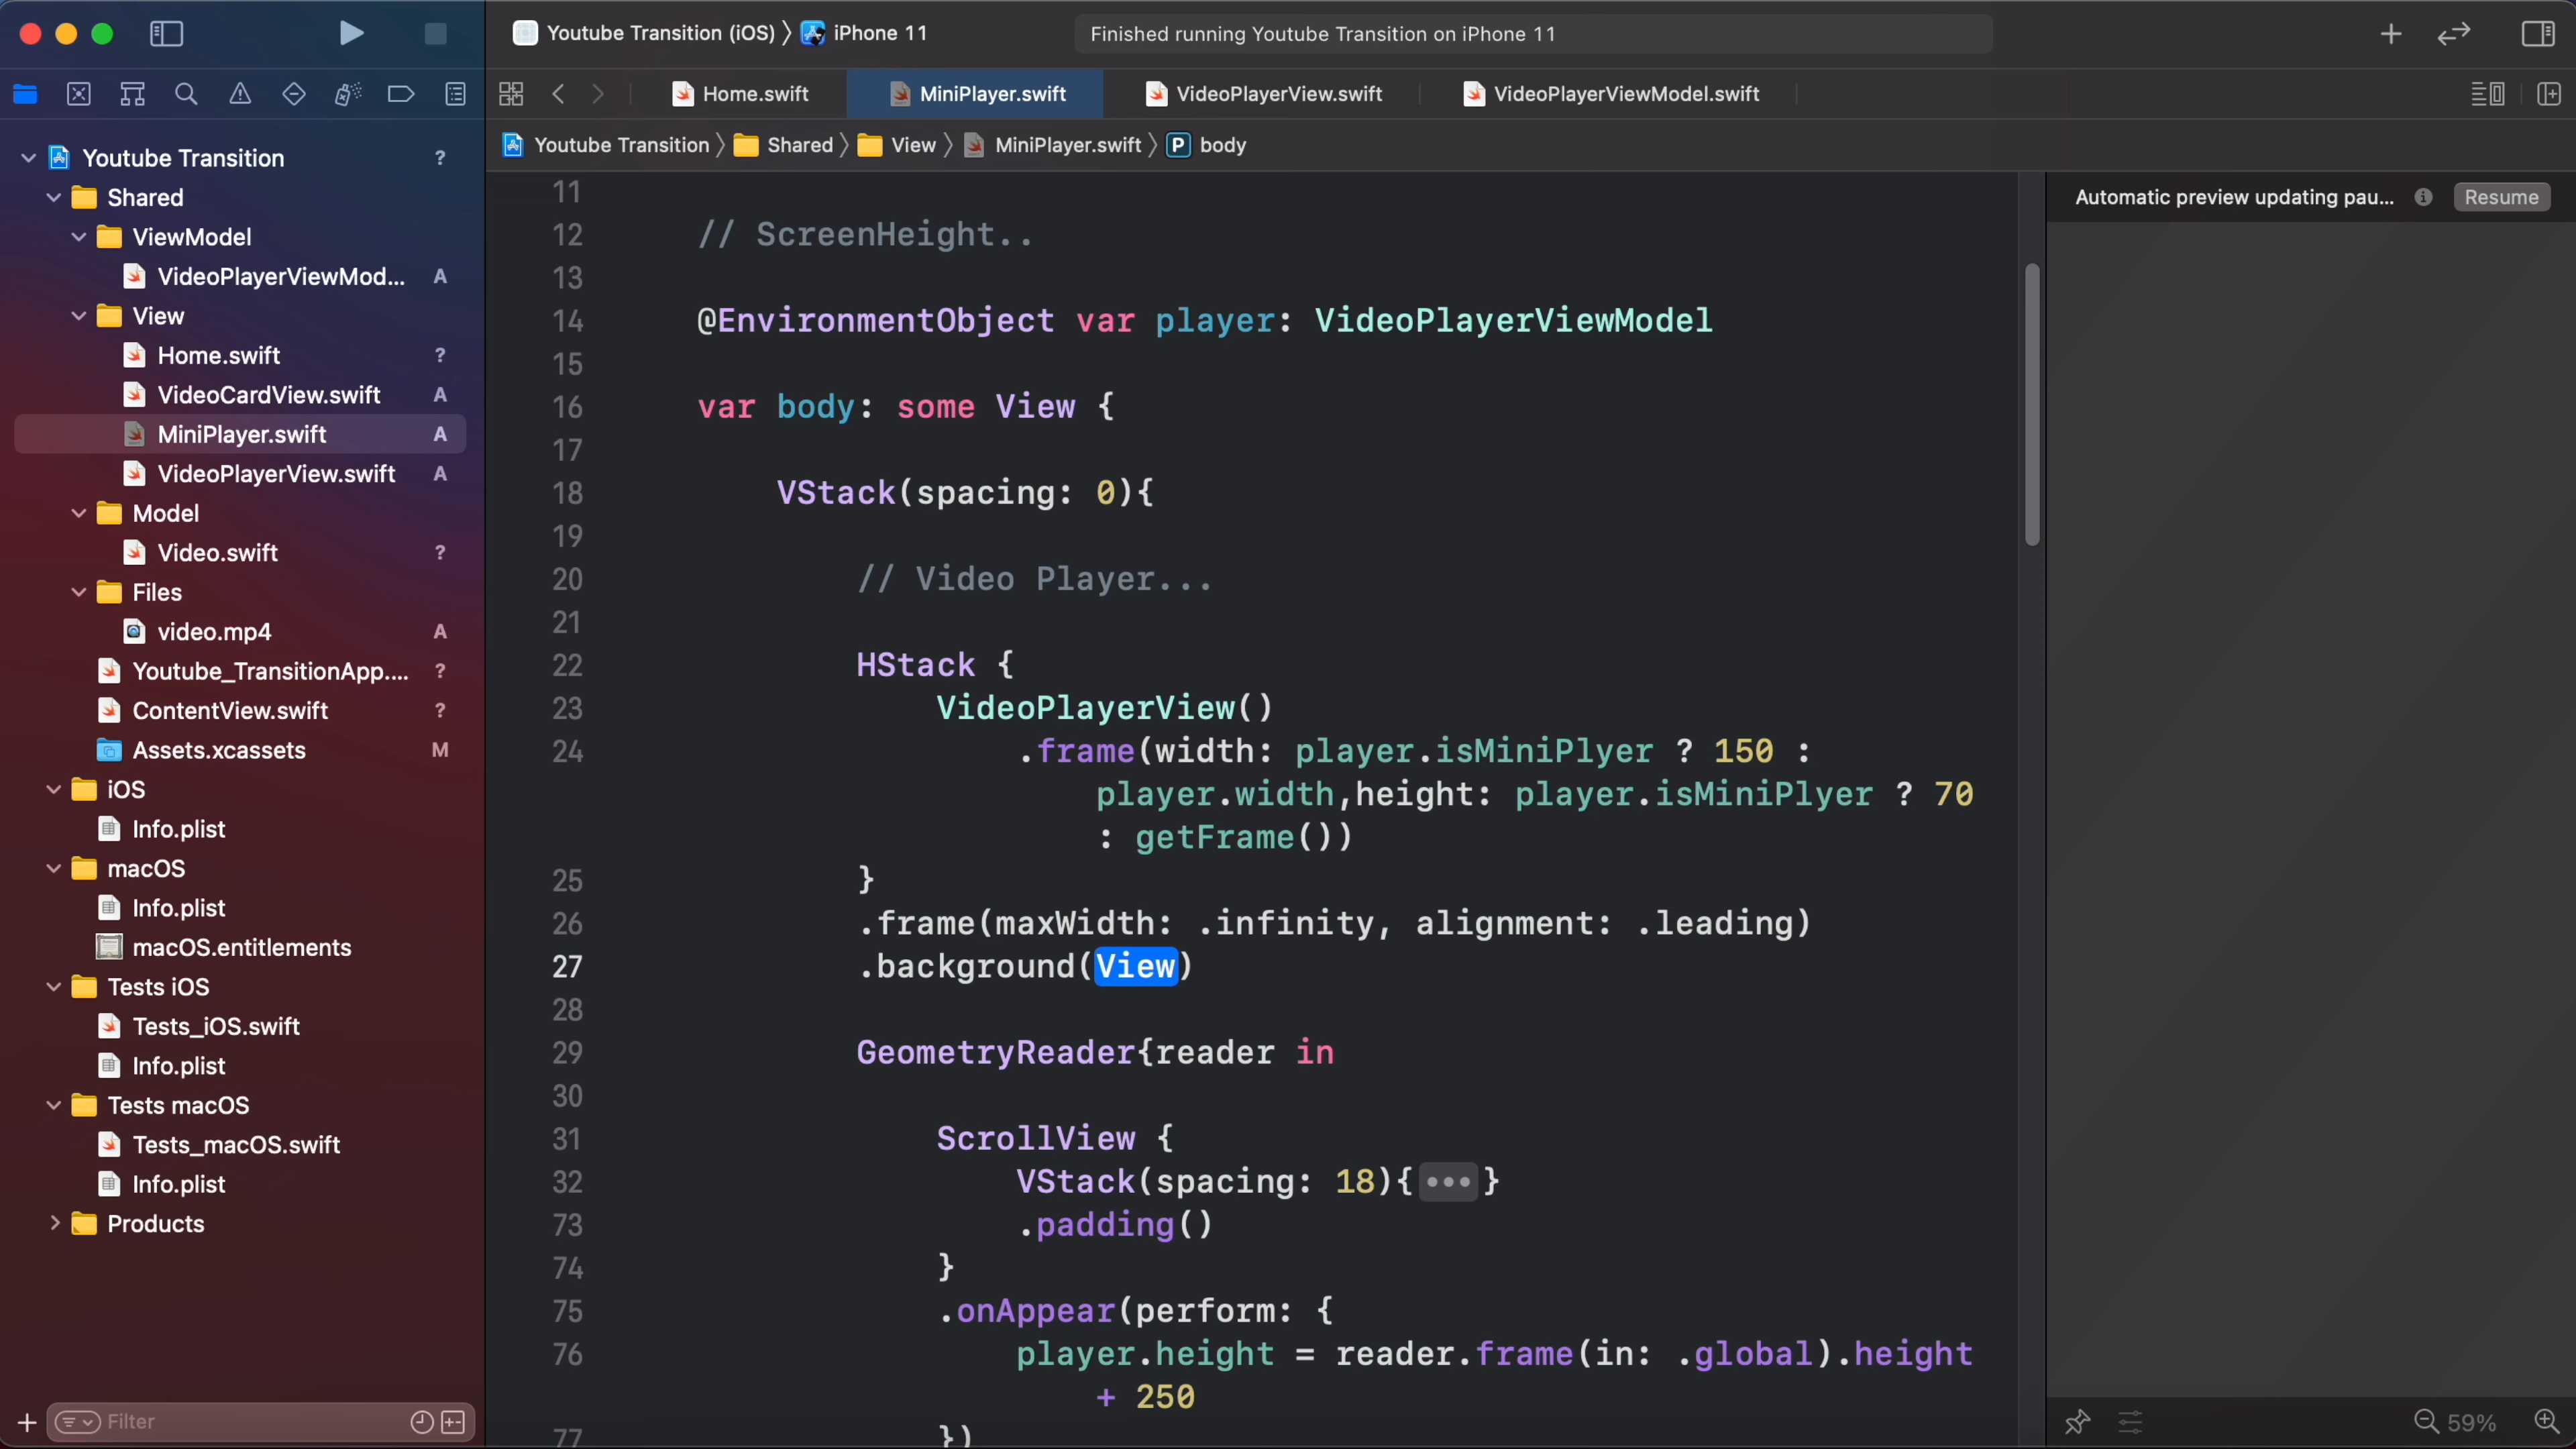 Youtube Transition (iOS) 〉 iPhone 11
Finished running Youtube Transition on iPhone 11
Home.swift
MiniPlayer.swift
VideoPlayerView.swift
VideoPlayerViewModel.swift
Youtube Transition 〉 Shared 〉 View 〉 MiniPlayer.swift 〉 P body
Youtube Transition ?
Shared
ViewModel
VideoPlayerViewMod... A
View
Home.swift ?
VideoCardView.swift A
MiniPlayer.swift A
VideoPlayerView.swift A
Model
Video.swift ?
Files
video.mp4 A
Youtube_TransitionApp.... ?
ContentView.swift ?
Assets.xcassets M
iOS
Info.plist
macOS
Info.plist
macOS.entitlements
Tests iOS
Tests_iOS.swift
Info.plist
Tests macOS
Tests_macOS.swift
Info.plist
Products
Filter
11
12 // ScreenHeight..
13
14 @EnvironmentObject var player: VideoPlayerViewModel
15
16 var body: some View {
17
18 VStack(spacing: 0){
19
20 // Video Player...
21
22 HStack {
23 VideoPlayerView()
24 .frame(width: player.isMiniPlyer ? 150 :
player.width,height: player.isMiniPlyer ? 70
: getFrame())
25 }
26 .frame(maxWidth: .infinity, alignment: .leading)
27 .background(View)
28
29 GeometryReader{reader in
30
31 ScrollView {
32 VStack(spacing: 18){•••}
73 .padding()
74 }
75 .onAppear(perform: {
76 player.height = reader.frame(in: .global).height
+ 250
77 })
Automatic preview updating pau...
Resume
59%